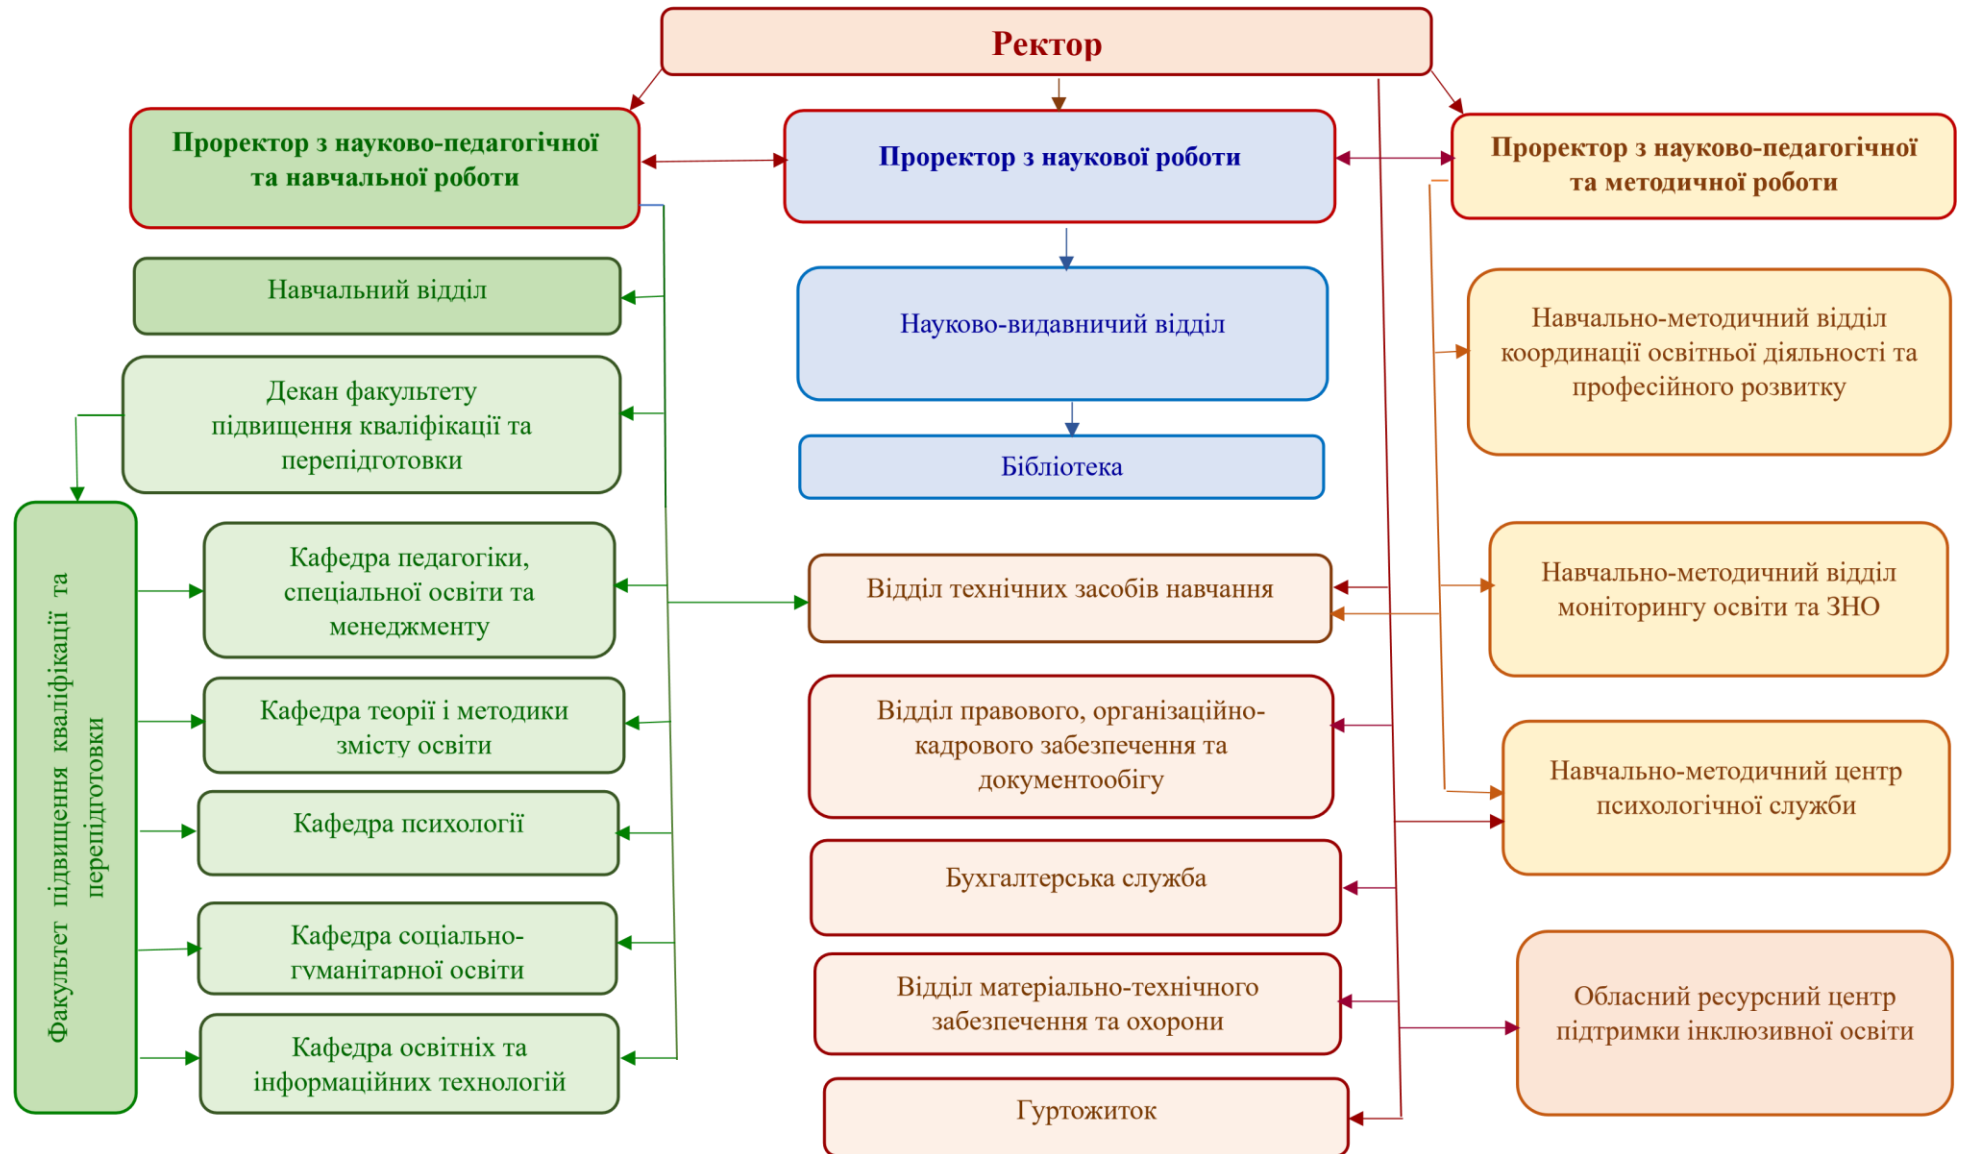 Ректор
Проректор з науково-педагогічної
та навчальної роботи
Проректор з наукової роботи
Проректор з науково-педагогічної
та методичної роботи
Навчальний відділ
Декан факультету
підвищення кваліфікації та
перепідготовки
Факультет підвищення кваліфікації та
перепідготовки
Кафедра педагогіки,
спеціальної освіти та
менеджменту
Кафедра теорії і методики
змісту освіти
Кафедра психології
Кафедра соціально-
гуманітарної освіти
Кафедра освітніх та
інформаційних технологій
Науково-видавничий відділ
Бібліотека
Відділ технічних засобів навчання
Відділ правового, організаційно-
кадрового забезпечення та
документообігу
Бухгалтерська служба
Відділ матеріально-технічного
забезпечення та охорони
Гуртожиток
Навчально-методичний відділ
координації освітньої діяльності та
професійного розвитку
Навчально-методичний відділ
моніторингу освіти та ЗНО
Навчально-методичний центр
психологічної служби
Обласний ресурсний центр
підтримки інклюзивної освіти